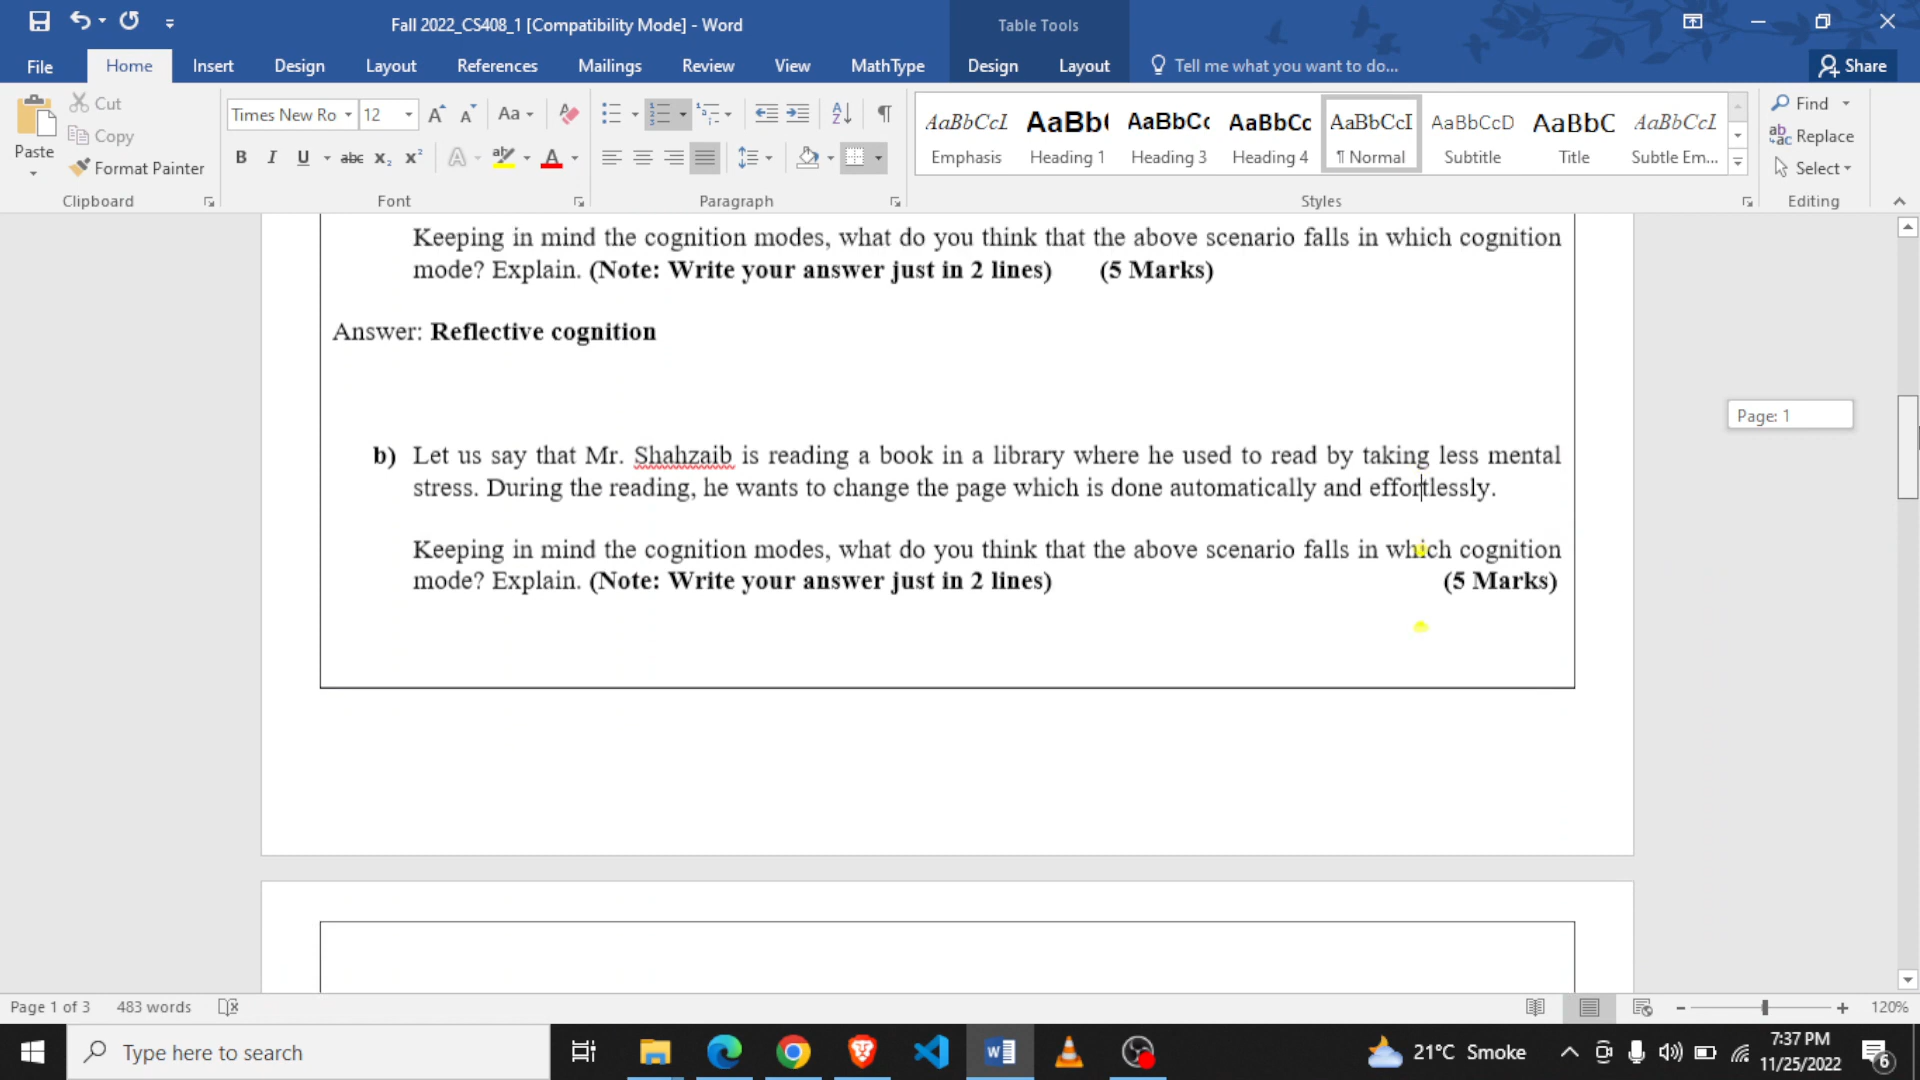 Fall 2022_CS408_1 [Compatibility Mode] - Word
Table Tools
File Home Insert Design Layout References Mailings Review View MathType Design Layout Tell me what you want to do... Share
Paste
Cut
Copy
Format Painter
Clipboard
Times New Ro 12
Font
Paragraph
AaBbCcI AaBb( AaBbCc AaBbCc AaBbCcI AaBbCcD AaBbC AaBbCcL
Emphasis Heading 1 Heading 3 Heading 4 ¶ Normal Subtitle Title Subtle Em...
Styles
Find
Replace
Select
Editing
Keeping in mind the cognition modes, what do you think that the above scenario falls in which cognition
mode? Explain. (Note: Write your answer just in 2 lines) (5 Marks)
Answer: Reflective cognition
Page: 1
b) Let us say that Mr. Shahzaib is reading a book in a library where he used to read by taking less mental
stress. During the reading, he wants to change the page which is done automatically and effortlessly.
Keeping in mind the cognition modes, what do you think that the above scenario falls in which cognition
mode? Explain. (Note: Write your answer just in 2 lines) (5 Marks)
Page 1 of 3 483 words 120%
Type here to search
21°C Smoke
7:37 PM
11/25/2022
6